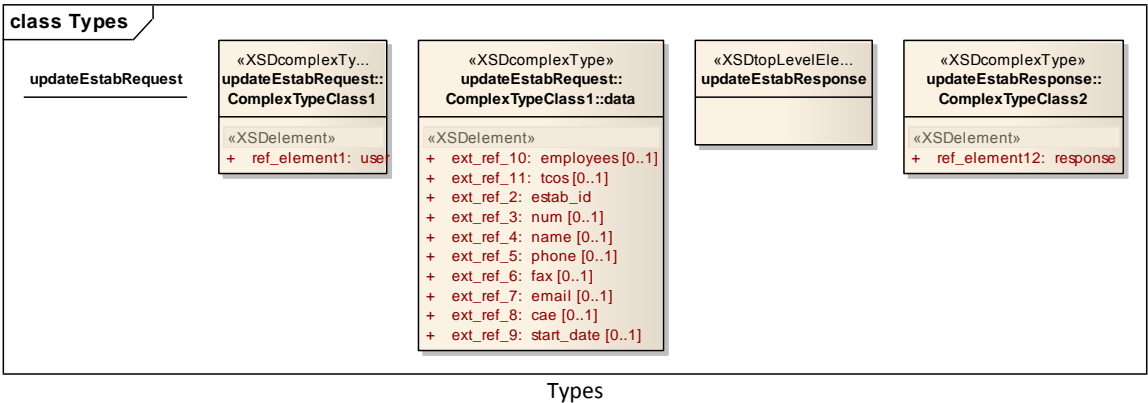 class Types
updateEstabRequest
«XSDcomplexTy...
updateEstabRequest::
ComplexTypeClass1
«XSDelement»
+ ref_element1: user
«XSDcomplexType»
updateEstabRequest::
ComplexTypeClass1::data
«XSDelement»
+ ext_ref_10: employees [0..1]
+ ext_ref_11: tcos [0..1]
+ ext_ref_2: estab_id
+ ext_ref_3: num [0..1]
+ ext_ref_4: name [0..1]
+ ext_ref_5: phone [0..1]
+ ext_ref_6: fax [0..1]
+ ext_ref_7: email [0..1]
+ ext_ref_8: cae [0..1]
+ ext_ref_9: start_date [0..1]
«XSDtopLevelEle...
updateEstabResponse
«XSDcomplexType»
updateEstabResponse::
ComplexTypeClass2
«XSDelement»
+ ref_element12: response
Types